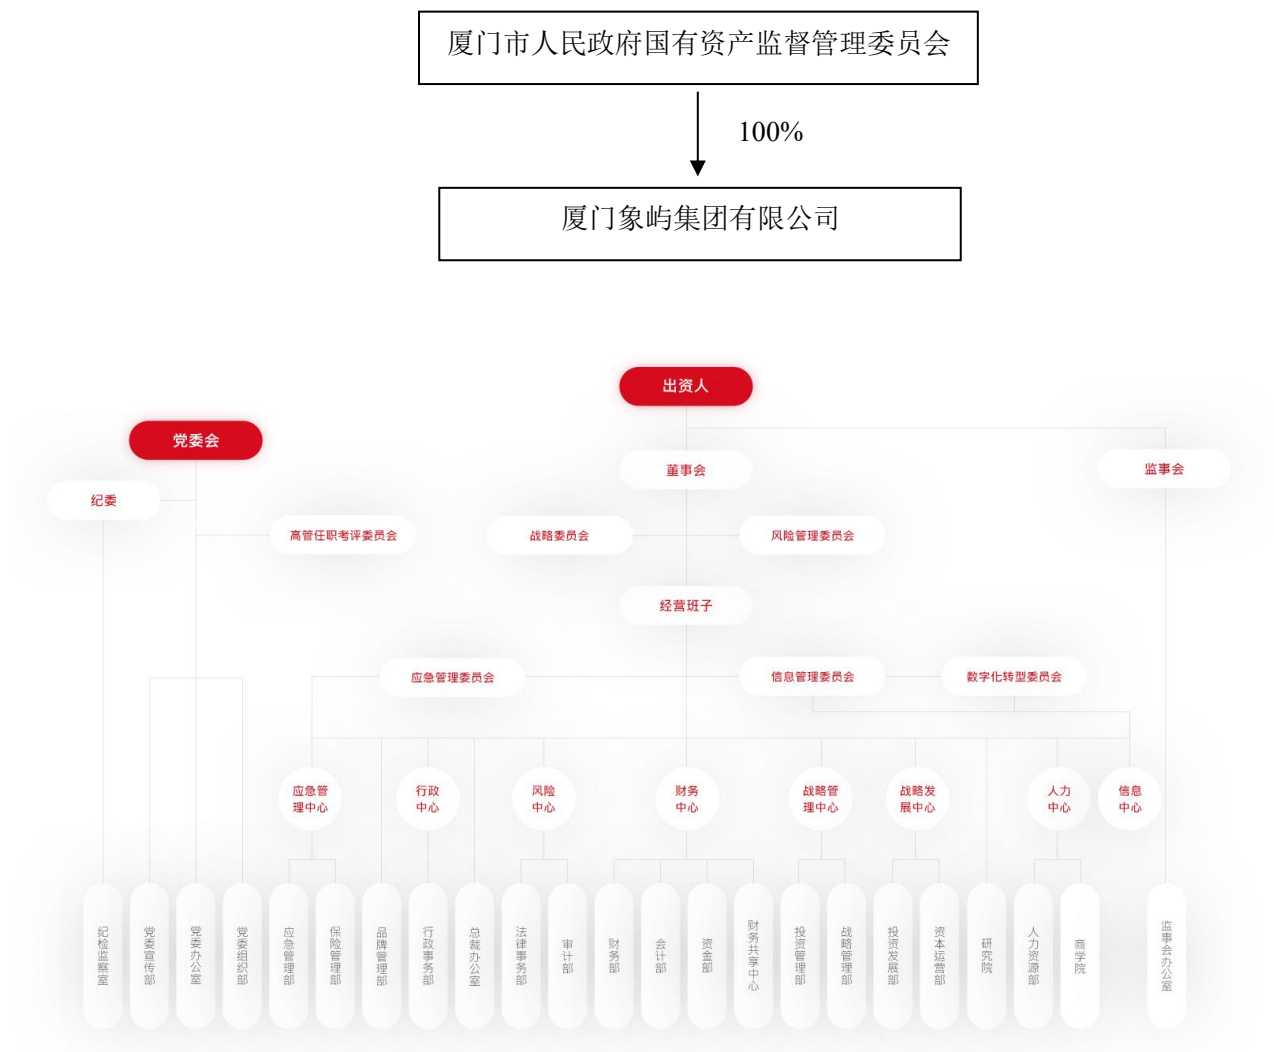 厦门市人民政府国有资产监督管理委员会
100%
厦门象屿集团有限公司
出资人
党委会
董事会
监事会
纪委
高管任职考评委员会
战略委员会
风险管理委员会
经营班子
应急管理委员会
信息管理委员会
数字化转型委员会
应急管
理中心
行政
中心
风险
中心
财务
中心
战略管
理中心
战略发
展中心
人力
中心
信息
中心
纪检监察室
党委宣传部
党委办公室
党委组织部
应急管理部
保险管理部
品牌管理部
行政事务部
总裁办公室
法律事务部
审计部
财务部
会计部
资金部
财务共享中心
投资管理部
战略管理部
投资发展部
资本运营部
研究院
人力资源部
商学院
监事会办公室